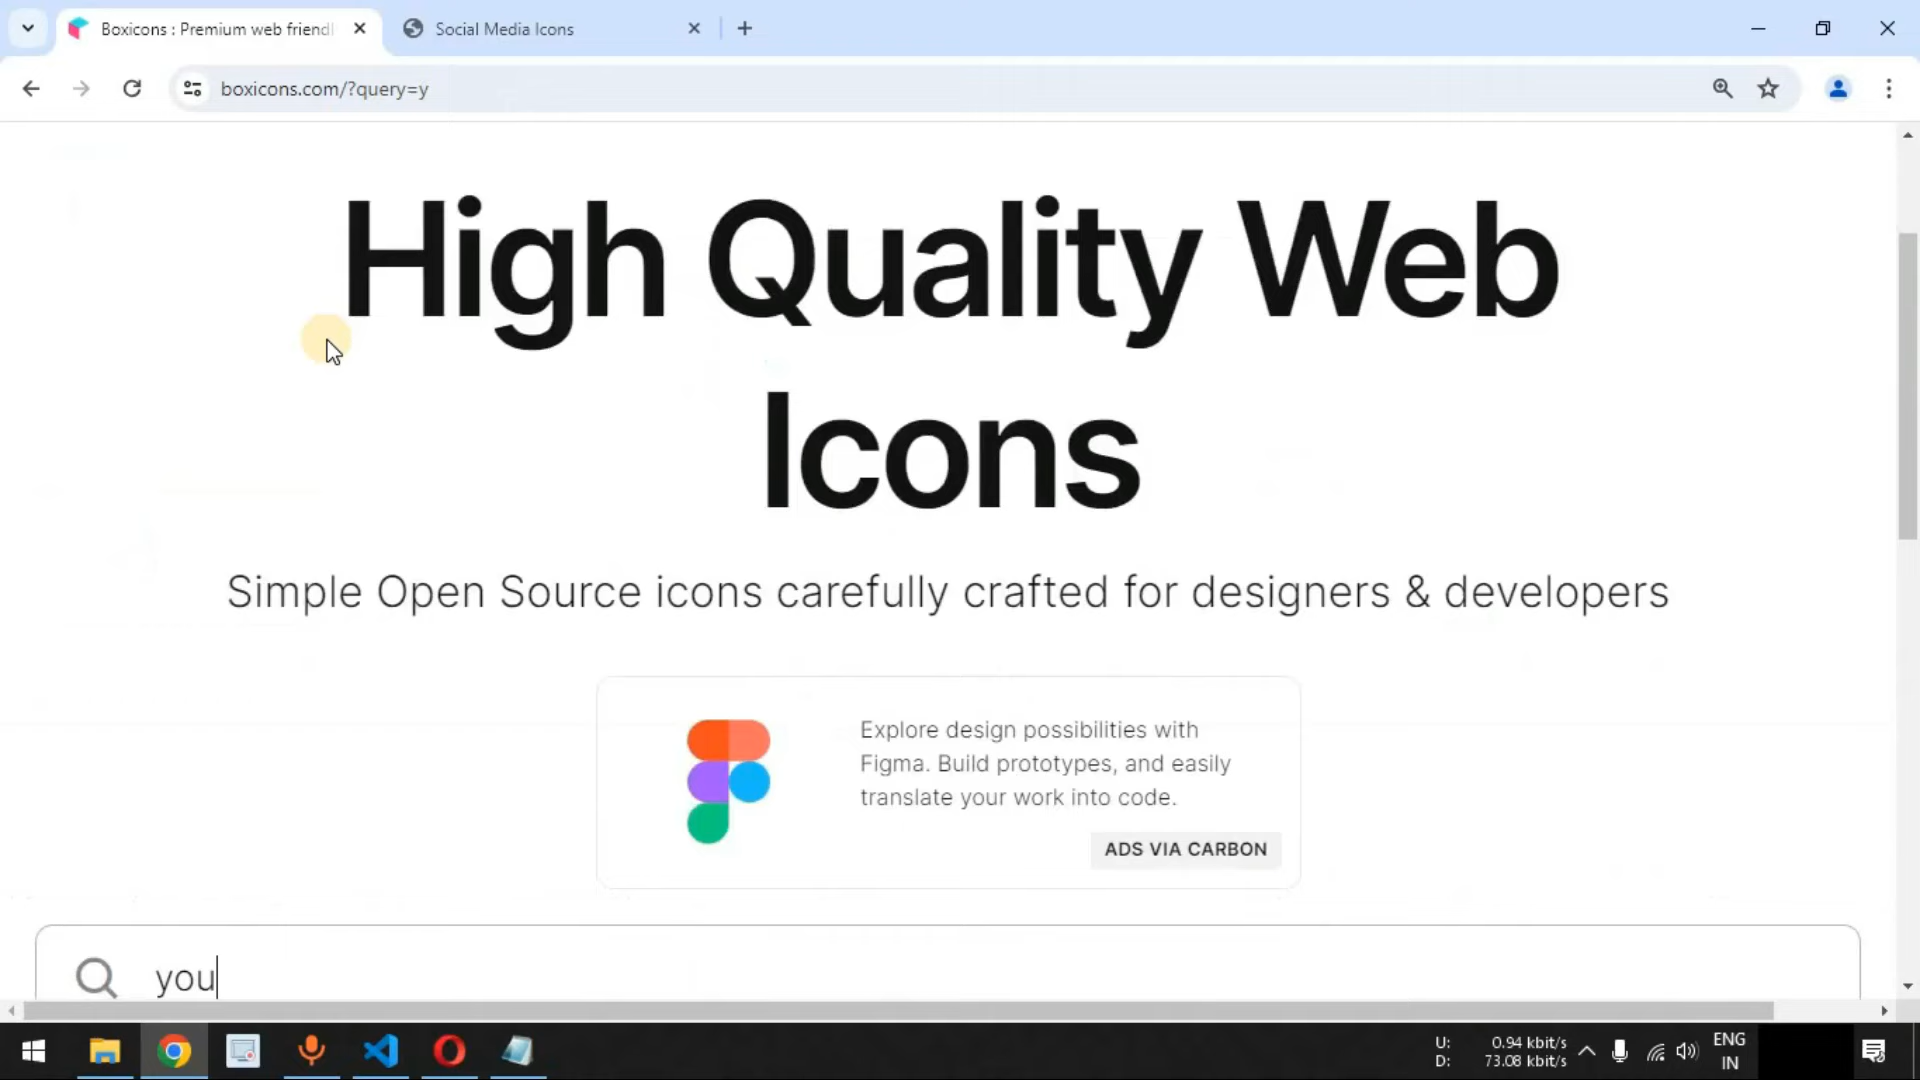 Boxicons : Premium web friendl
Social Media Icons
boxicons.com/?query=y
High Quality Web
Icons
Simple Open Source icons carefully crafted for designers & developers
Explore design possibilities with
Figma. Build prototypes, and easily
translate your work into code.
ADS VIA CARBON
you
U: 0.94 kbit/s
D: 73.08 kbit/s
ENG
IN